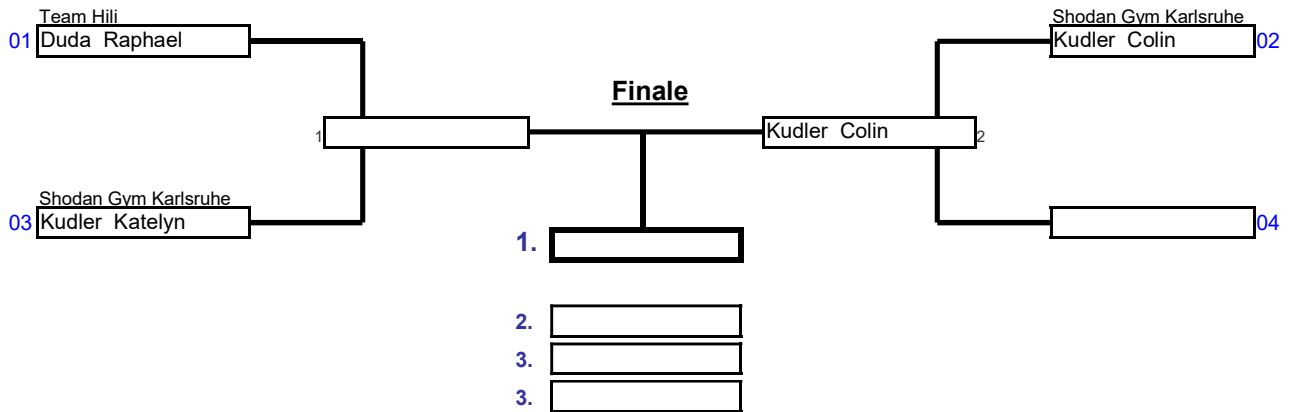 Team Hili
01 Duda Raphael
Shodan Gym Karlsruhe
Kudler Colin 02
Finale
1
Kudler Colin 2
Shodan Gym Karlsruhe
03 Kudler Katelyn
04
1.
2.
3.
3.